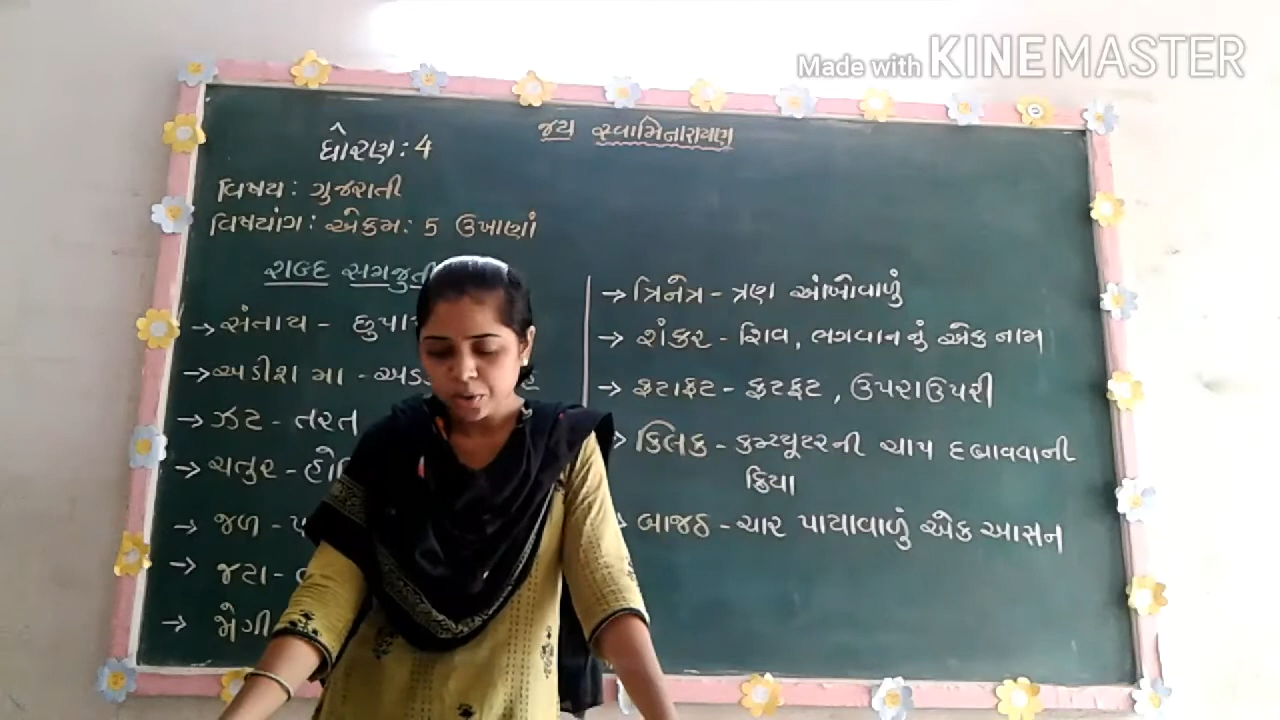 Made with KINEMASTER
જય સ્વામિનારાયણ
ધોરણ : 4
વિષય : ગુજરાતી
વિષયાંગ : એકમ : 5 ઉખાણાં
શબ્દ સમજુતી
→ સંતાય - છુપા
→ અડીશ મા - અડ
→ ઝટ - તરત
→ ચતુર - હોં
→ જળ -
→ જટા -
→ ભેગી
→ ત્રિનેત્ર - ત્રણ આંખોવાળું
→ શંકર - શિવ, ભગવાનનું એક નામ
→ ફટાફટ - ફટફટ, ઉપરાઉપરી
→ ક્લિક - કમ્પ્યૂટરની ચાપ દબાવવાની
ક્રિયા
બાજઠ - ચાર પાયાવાળું એક આસન